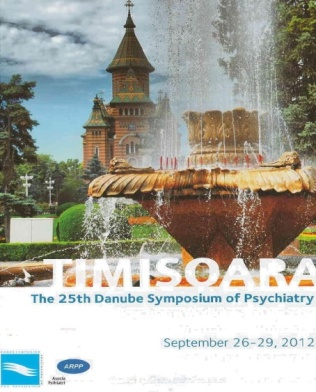 TIMISOARA
The 25th Danube Symposium of Psychiatry
September 26-29, 2012
ARPP